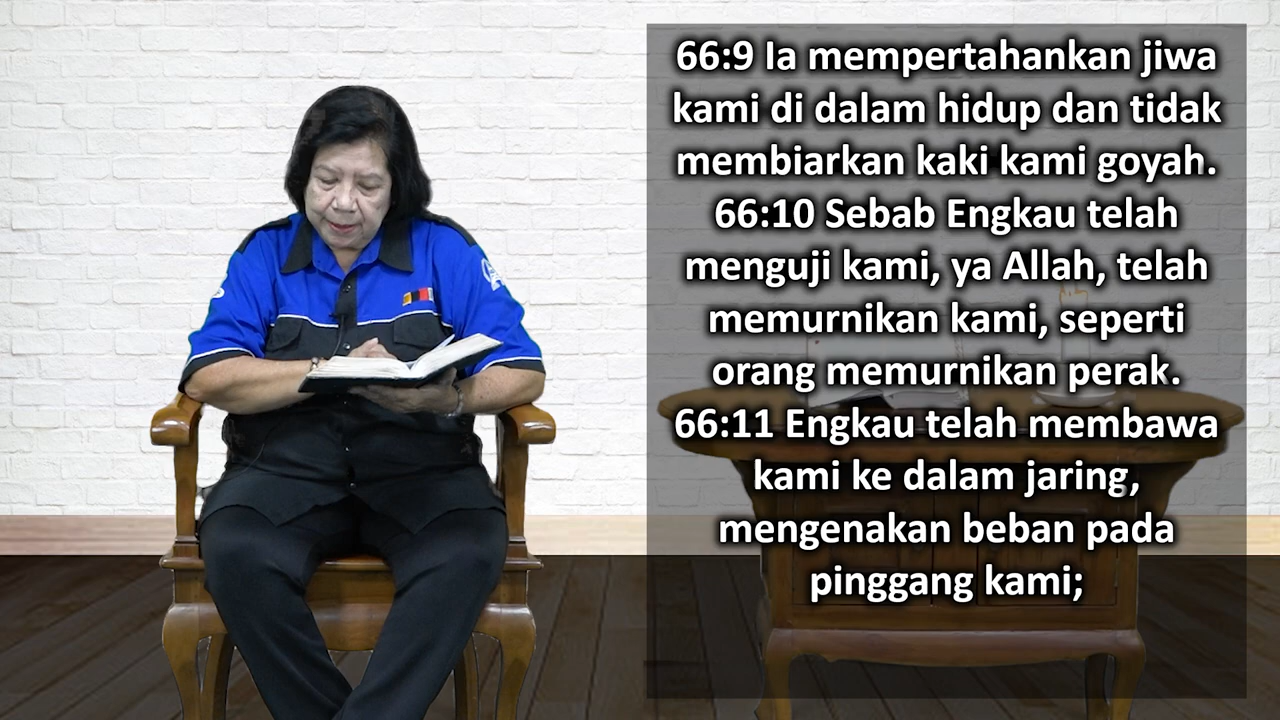 66:9 Ia mempertahankan jiwa
kami di dalam hidup dan tidak
membiarkan kaki kami goyah.
66:10 Sebab Engkau telah
menguji kami, ya Allah, telah
memurnikan kami, seperti
orang memurnikan perak.
66:11 Engkau telah membawa
kami ke dalam jaring,
mengenakan beban pada
pinggang kami;